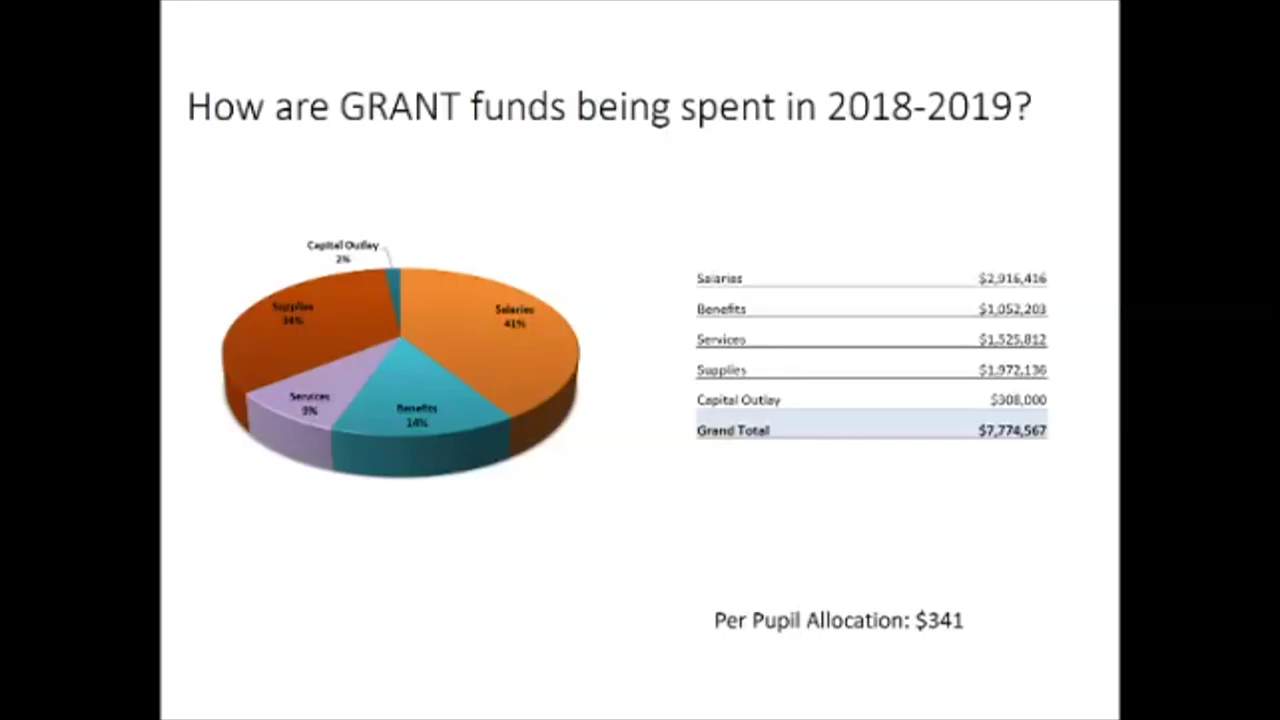 How are GRANT funds being spent in 2018-2019?
Capital Outlay
2%
Supplies
34%
Salaries
41%
Services
9%
Benefits
14%
Salaries $2,916,416
Benefits $1,052,203
Services $1,525,812
Supplies $1,972,136
Capital Outlay $308,000
Grand Total $7,774,567
Per Pupil Allocation: $341